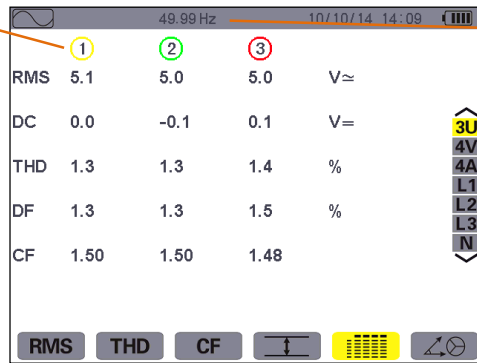 49.99 Hz 10/10/14 14:09
1 2 3
RMS 5.1 5.0 5.0 V≃
DC 0.0 -0.1 0.1 V=
THD 1.3 1.3 1.4 %
DF 1.3 1.3 1.5 %
CF 1.50 1.50 1.48
3U
4V
4A
L1
L2
L3
N
RMS THD CF